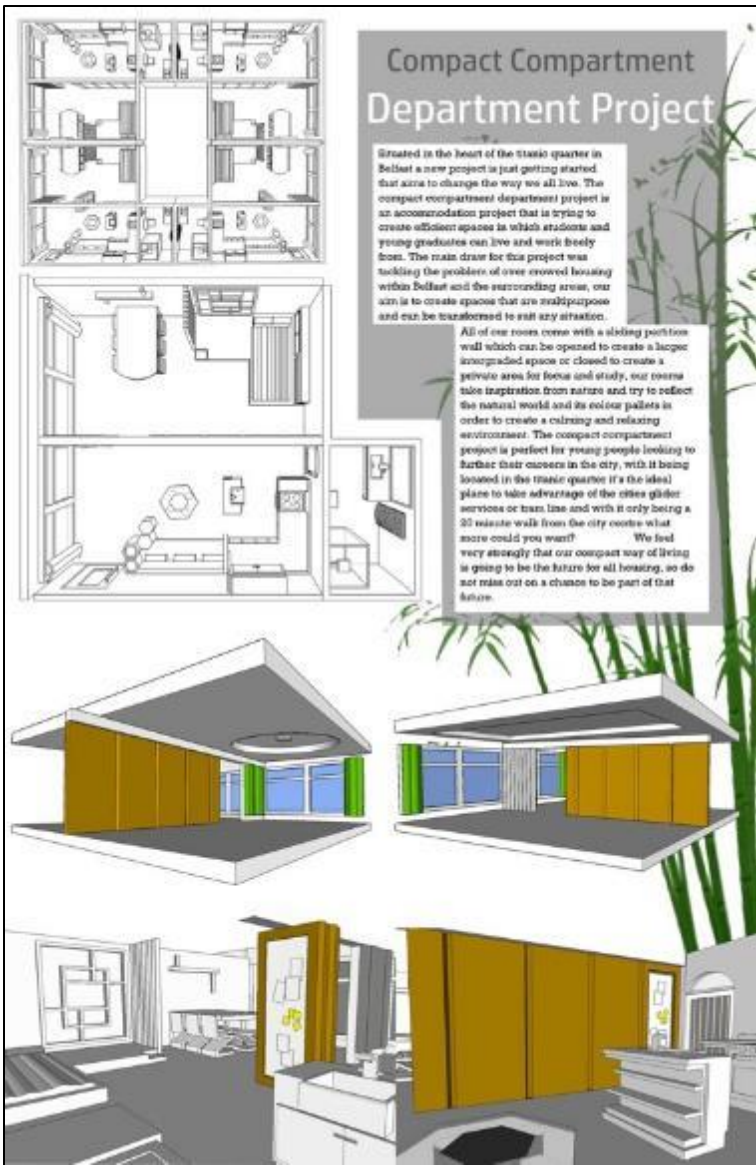 Compact Compartment
Department Project
Situated in the heart of the titanic quarter in
Belfast a new project is just getting started
that aims to change the way we all live. The
compact compartment department project is
an accommodation project that is trying to
create efficient spaces in which students and
young graduates can live and work freely
from. The main draw for this project was
tackling the problem of over crowed housing
within Belfast and the surrounding areas, our
aim is to create spaces that are multipurpose
and can be transformed to suit any situation.
All of our room come with a sliding partition
wall which can be opened to create a larger
intergraded space or closed to create a
private area for focus and study, our rooms
take inspiration from nature and try to reflect
the natural world and its colour pallets in
order to create a calming and relaxing
environment. The compact compartment
project is perfect for young people looking to
further their careers in the city, with it being
located in the titanic quarter it's the ideal
place to take advantage of the cities glider
services or tram line and with it only being a
20 minute walk from the city centre what
more could you want? We feel
very strongly that our compact way of living
is going to be the future for all housing, so do
not miss out on a chance to be part of that
future.